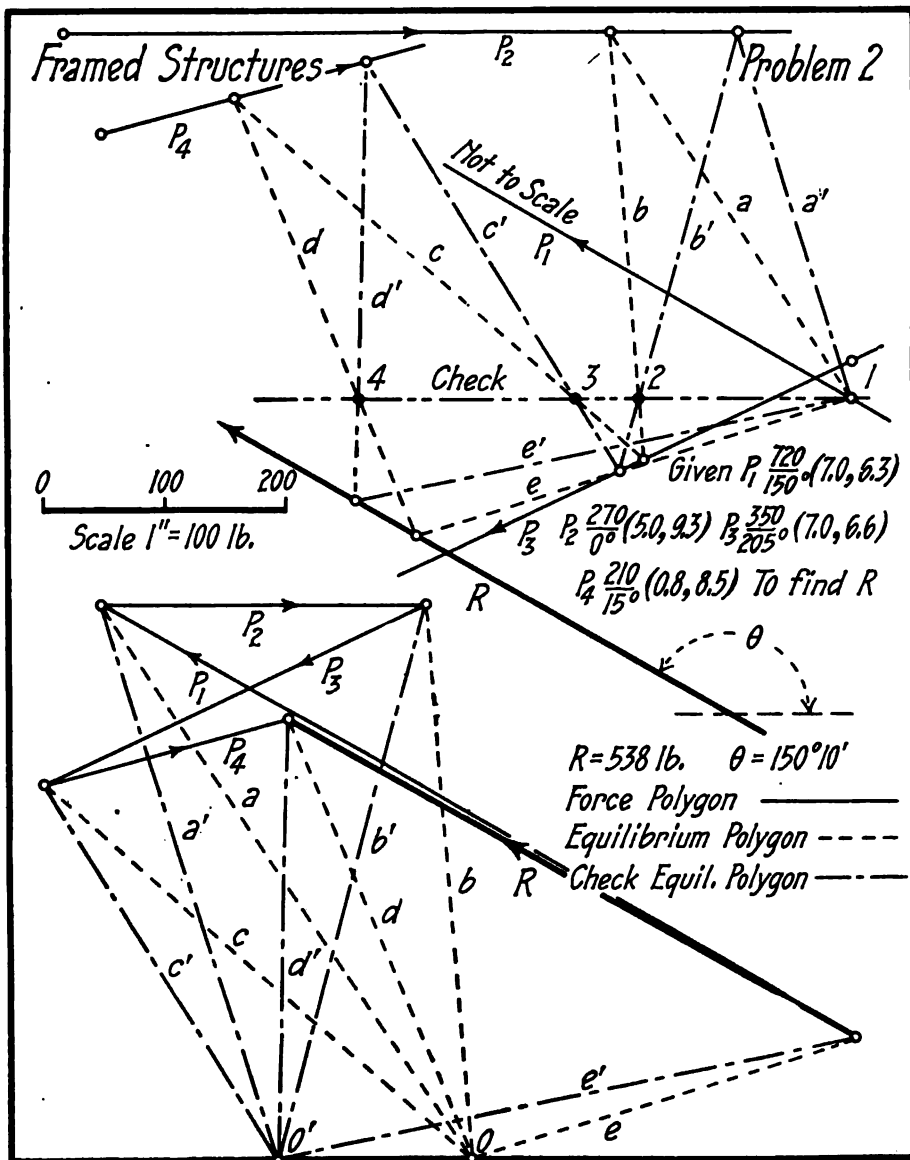 Framed Structures
Problem 2
P₂
P₄
Not to Scale
P₁
a
a'
b
b'
c'
c
d
d'
4 Check 3 2 1
e'
e
0 100 200
Scale 1"=100 lb.
Given P₁ 720/150° (7.0, 6.3)
P₃ P₂ 270/0° (5.0, 9.3) P₃ 350/205° (7.0, 6.6)
P₄ 210/15° (0.8, 8.5) To find R
R
θ
P₂
P₁
P₃
P₄
R=538 lb. θ=150°10'
Force Polygon
Equilibrium Polygon
Check Equil. Polygon
a
a'
b'
b
R
d
c
d'
c'
e'
e
O'
O